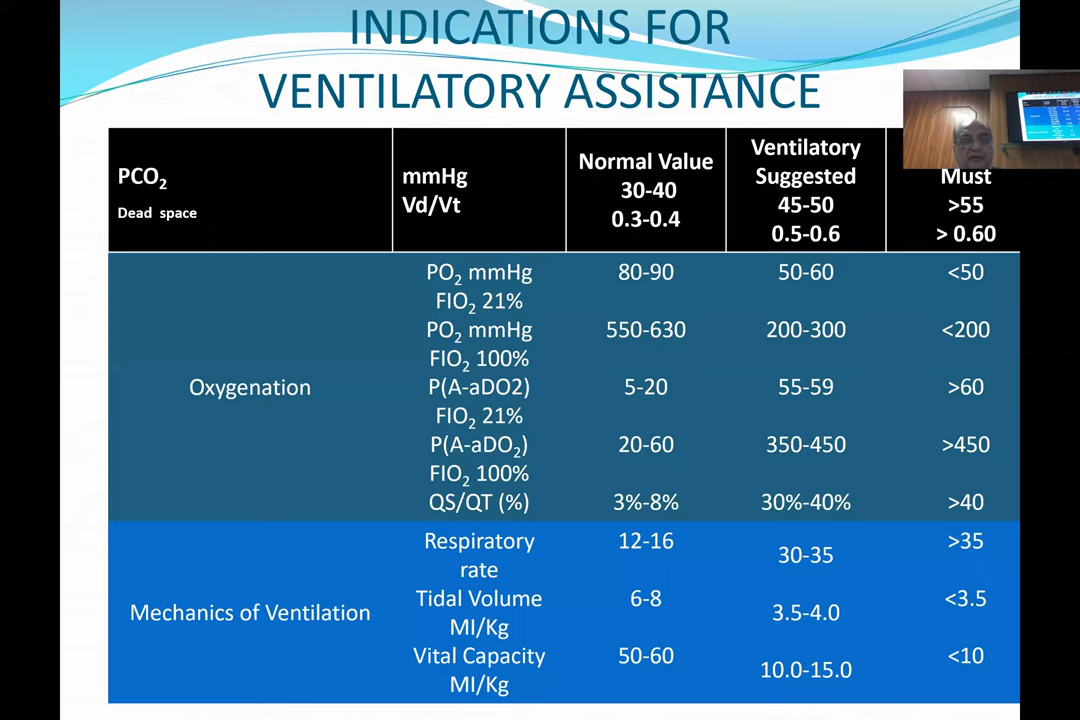 INDICATIONS FOR
VENTILATORY ASSISTANCE
PCO2
Dead space
mmHg
Vd/Vt
Normal Value
30-40
0.3-0.4
Ventilatory
Suggested
45-50
0.5-0.6
Must
>55
> 0.60
Oxygenation
PO2 mmHg
FIO2 21%
80-90
50-60
<50
PO2 mmHg
FIO2 100%
550-630
200-300
<200
P(A-aDO2)
FIO2 21%
5-20
55-59
>60
P(A-aDO2)
FIO2 100%
20-60
350-450
>450
QS/QT (%)
3%-8%
30%-40%
>40
Mechanics of Ventilation
Respiratory
rate
12-16
30-35
>35
Tidal Volume
MI/Kg
6-8
3.5-4.0
<3.5
Vital Capacity
MI/Kg
50-60
10.0-15.0
<10